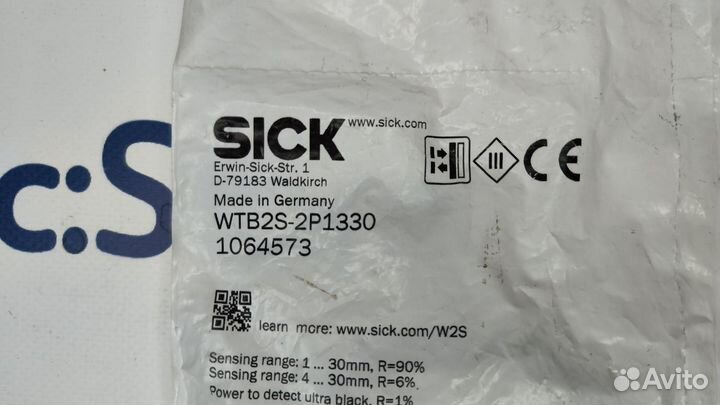 SICK
www.sick.com
Erwin-Sick-Str. 1
D-79183 Waldkirch
Made in Germany
WTB2S-2P1330
1064573
III
CE
learn more: www.sick.com/W2S
Sensing range: 1 ... 30mm, R=90%
Sensing range: 4 ... 30mm, R=6%
Power to detect ultra black, R=1%
c:S
Avito